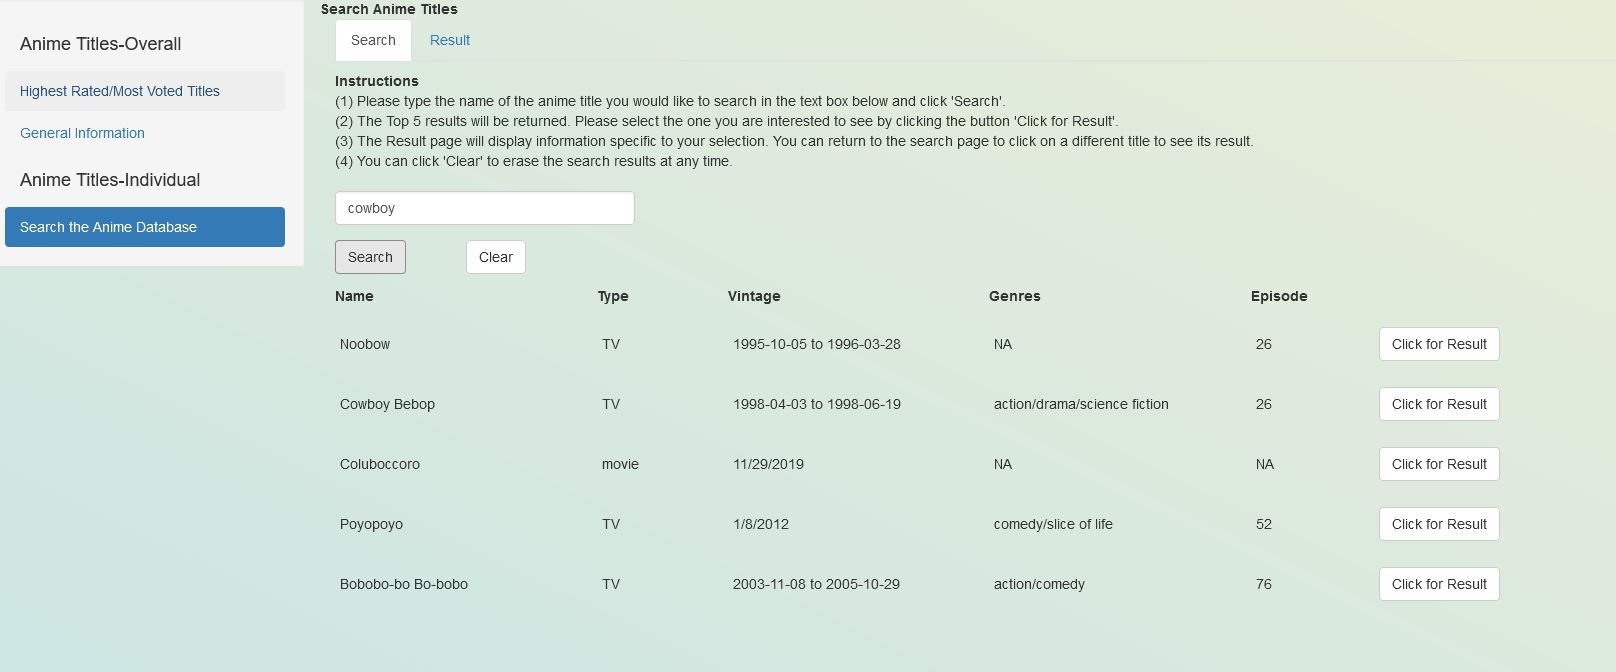 Anime Titles-Overall
Highest Rated/Most Voted Titles
General Information
Anime Titles-Individual
Search the Anime Database
Search Anime Titles
Search Result
Instructions
(1) Please type the name of the anime title you would like to search in the text box below and click 'Search'.
(2) The Top 5 results will be returned. Please select the one you are interested to see by clicking the button 'Click for Result'.
(3) The Result page will display information specific to your selection. You can return to the search page to click on a different title to see its result.
(4) You can click 'Clear' to erase the search results at any time.
cowboy
Search Clear
Name Type Vintage Genres Episode
Noobow TV 1995-10-05 to 1996-03-28 NA 26 Click for Result
Cowboy Bebop TV 1998-04-03 to 1998-06-19 action/drama/science fiction 26 Click for Result
Coluboccoro movie 11/29/2019 NA NA Click for Result
Poyopoyo TV 1/8/2012 comedy/slice of life 52 Click for Result
Bobobo-bo Bo-bobo TV 2003-11-08 to 2005-10-29 action/comedy 76 Click for Result